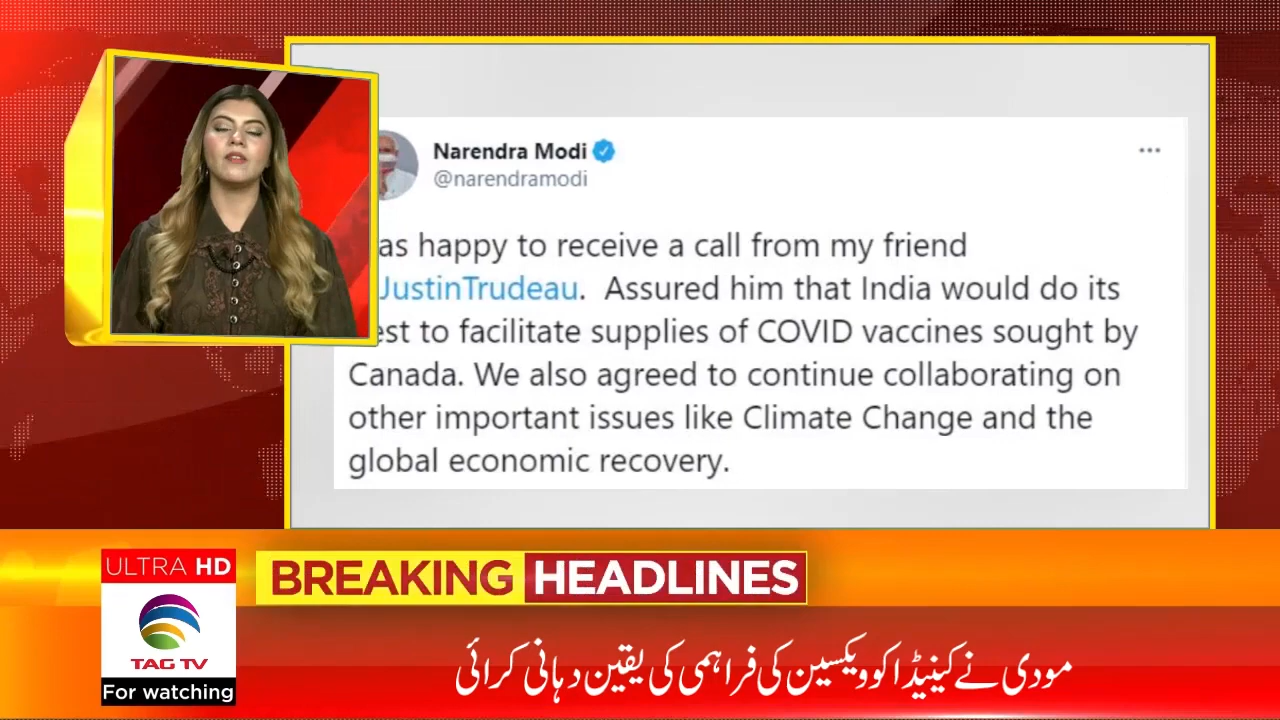 Narendra Modi
@narendramodi
as happy to receive a call from my friend
JustinTrudeau. Assured him that India would do its
est to facilitate supplies of COVID vaccines sought by
Canada. We also agreed to continue collaborating on
other important issues like Climate Change and the
global economic recovery.
ULTRA HD
TAG TV
For watching
BREAKING HEADLINES
مودی نے کینیڈا کو ویکسین کی فراہمی کی یقین دہانی کرائی